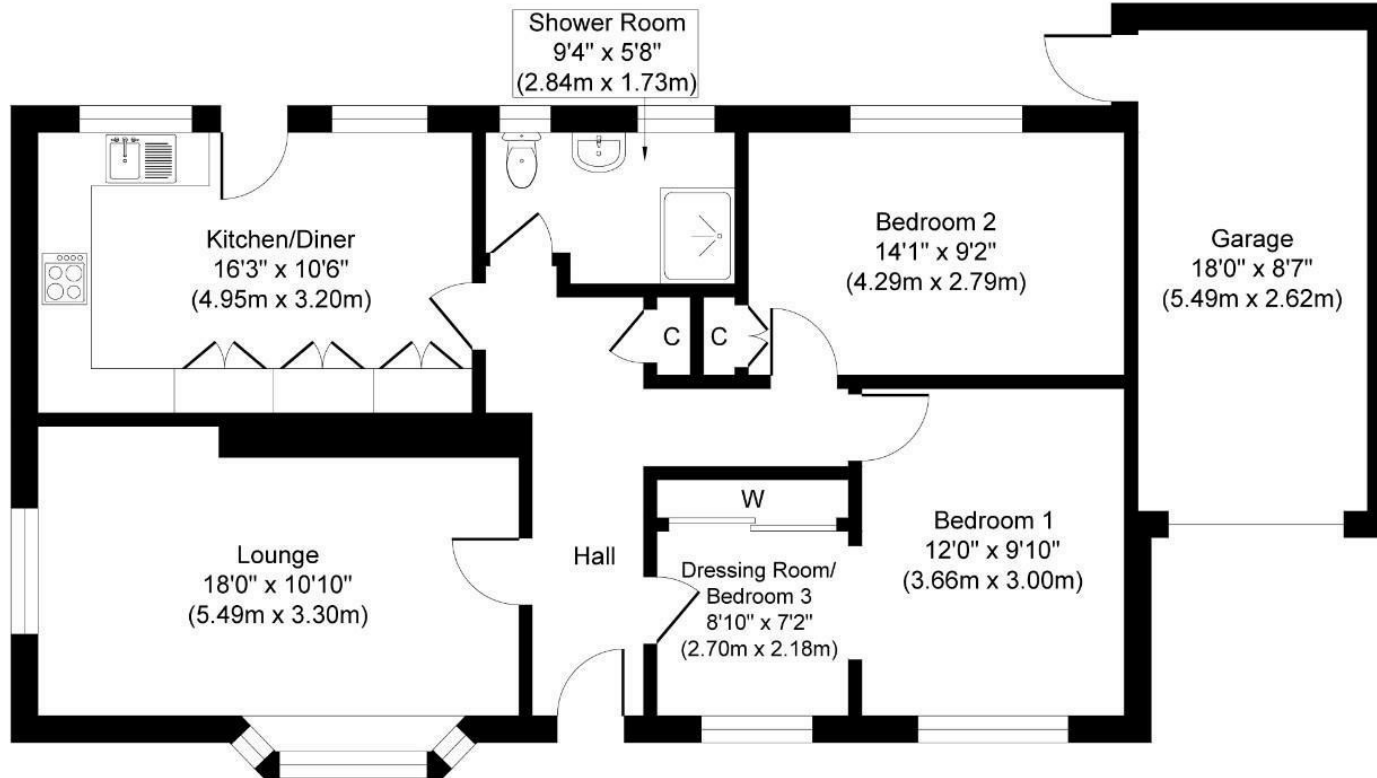 Shower Room
9'4" x 5'8"
(2.84m x 1.73m)
Kitchen/Diner
16'3" x 10'6"
(4.95m x 3.20m)
Bedroom 2
14'1" x 9'2"
(4.29m x 2.79m)
Garage
18'0" x 8'7"
(5.49m x 2.62m)
C
C
W
Lounge
18'0" x 10'10"
(5.49m x 3.30m)
Hall
Dressing Room/
Bedroom 3
8'10" x 7'2"
(2.70m x 2.18m)
Bedroom 1
12'0" x 9'10"
(3.66m x 3.00m)